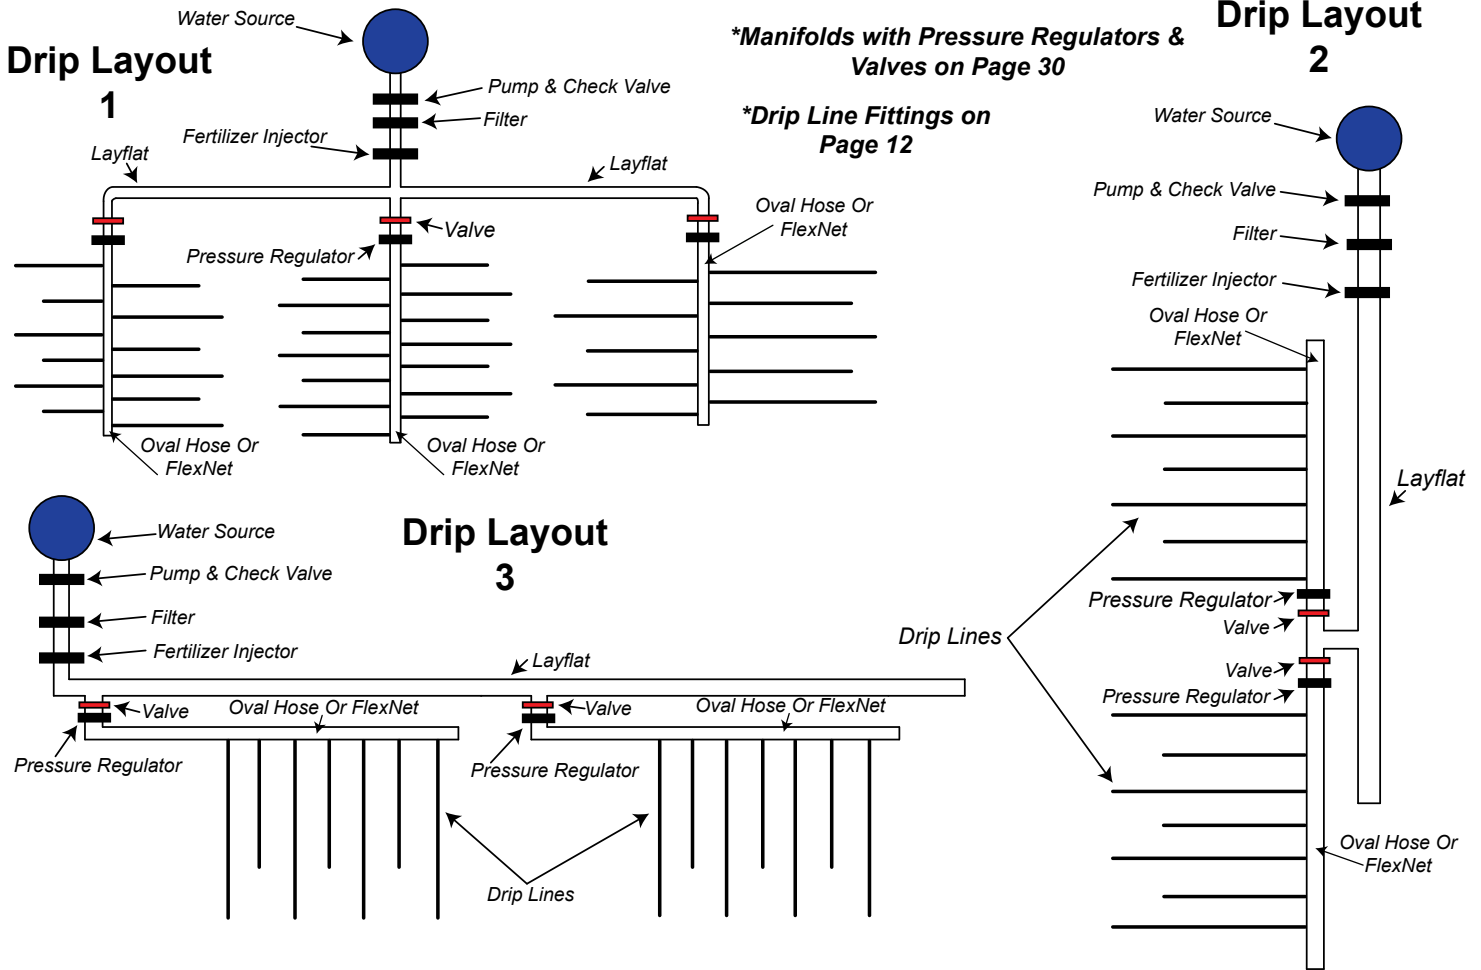 Drip Layout
1
Water Source
Pump & Check Valve
Filter
Fertilizer Injector
Layflat
Layflat
Valve
Pressure Regulator
Oval Hose Or
FlexNet
Oval Hose Or
FlexNet
Oval Hose Or
FlexNet
*Manifolds with Pressure Regulators &
Valves on Page 30
*Drip Line Fittings on
Page 12
Drip Layout
2
Water Source
Pump & Check Valve
Filter
Fertilizer Injector
Oval Hose Or
FlexNet
Layflat
Pressure Regulator
Valve
Drip Lines
Valve
Pressure Regulator
Oval Hose Or
FlexNet
Drip Layout
3
Water Source
Pump & Check Valve
Filter
Fertilizer Injector
Layflat
Valve
Oval Hose Or FlexNet
Valve
Oval Hose Or FlexNet
Pressure Regulator
Pressure Regulator
Drip Lines